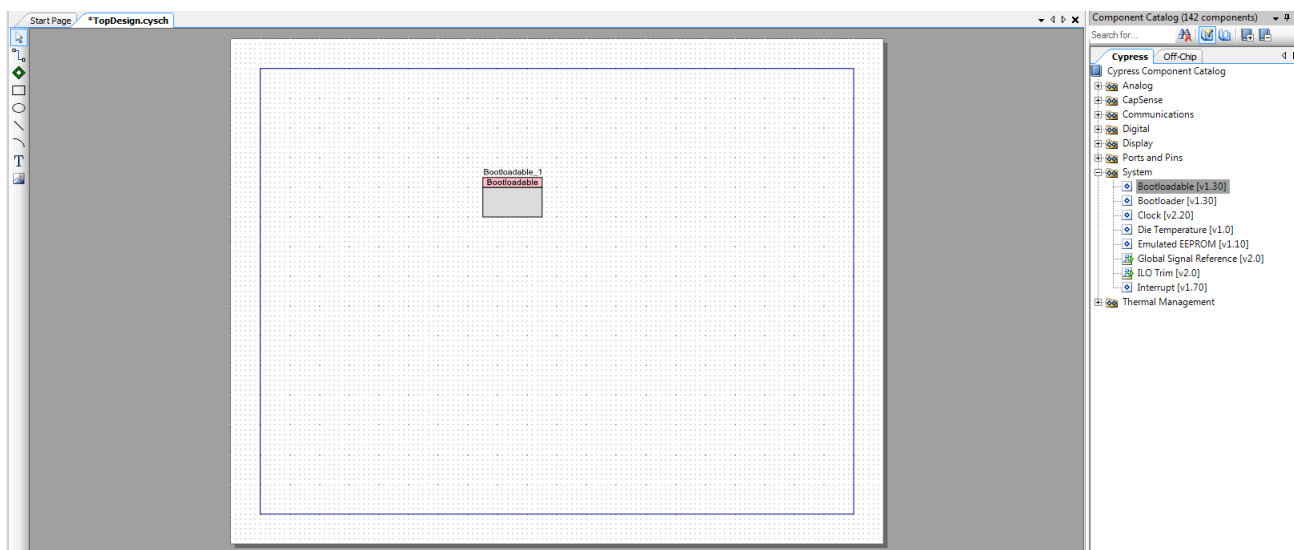 Start Page
*TopDesign.cysch
Component Catalog (142 components)
Search for...
Cypress
Off-Chip
Cypress Component Catalog
Analog
CapSense
Communications
Digital
Display
Ports and Pins
System
Bootloadable [v1.30]
Bootloader [v1.30]
Clock [v2.20]
Die Temperature [v1.0]
Emulated EEPROM [v1.10]
Global Signal Reference [v2.0]
ILO Trim [v2.0]
Interrupt [v1.70]
Thermal Management
T
Bootloadable_1
Bootloadable